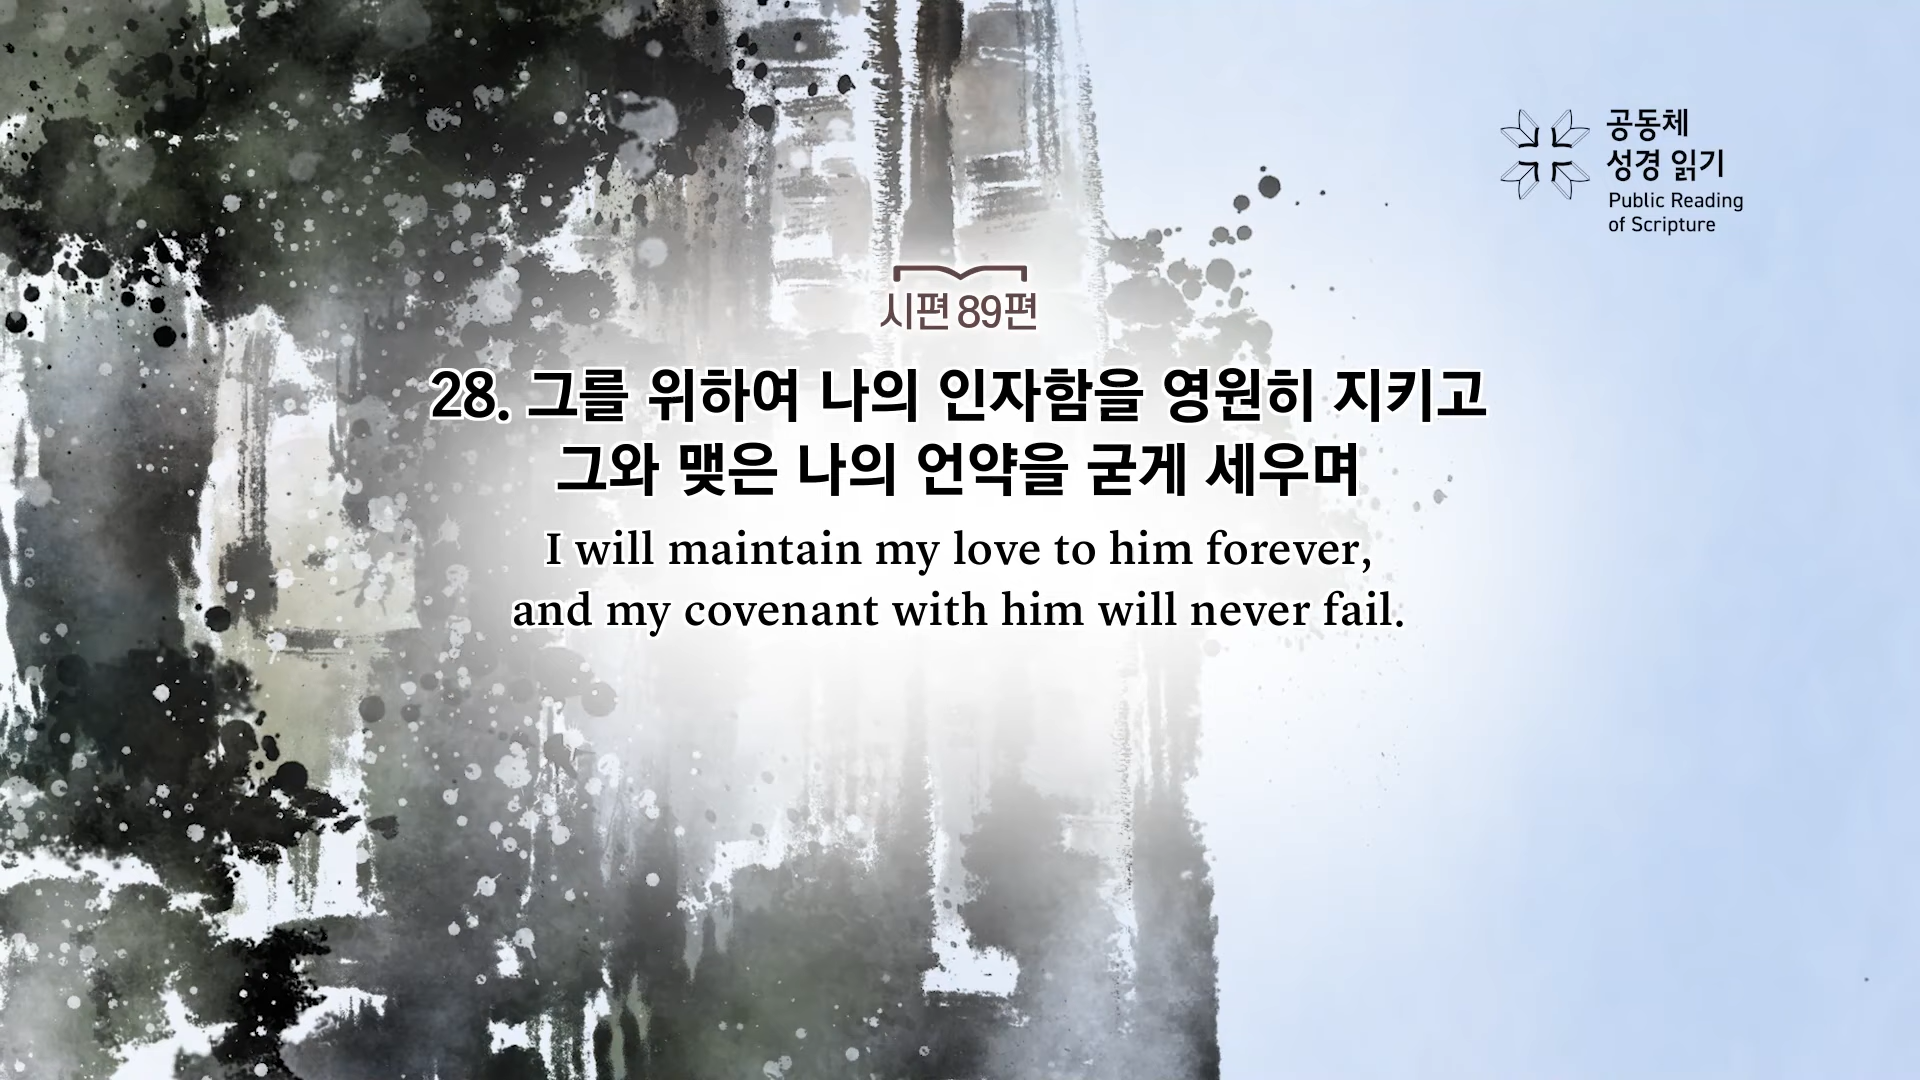 공동체
성경 읽기
Public Reading
of Scripture
시편 89편
28. 그를 위하여 나의 인자함을 영원히 지키고
그와 맺은 나의 언약을 굳게 세우며
I will maintain my love to him forever,
and my covenant with him will never fail.